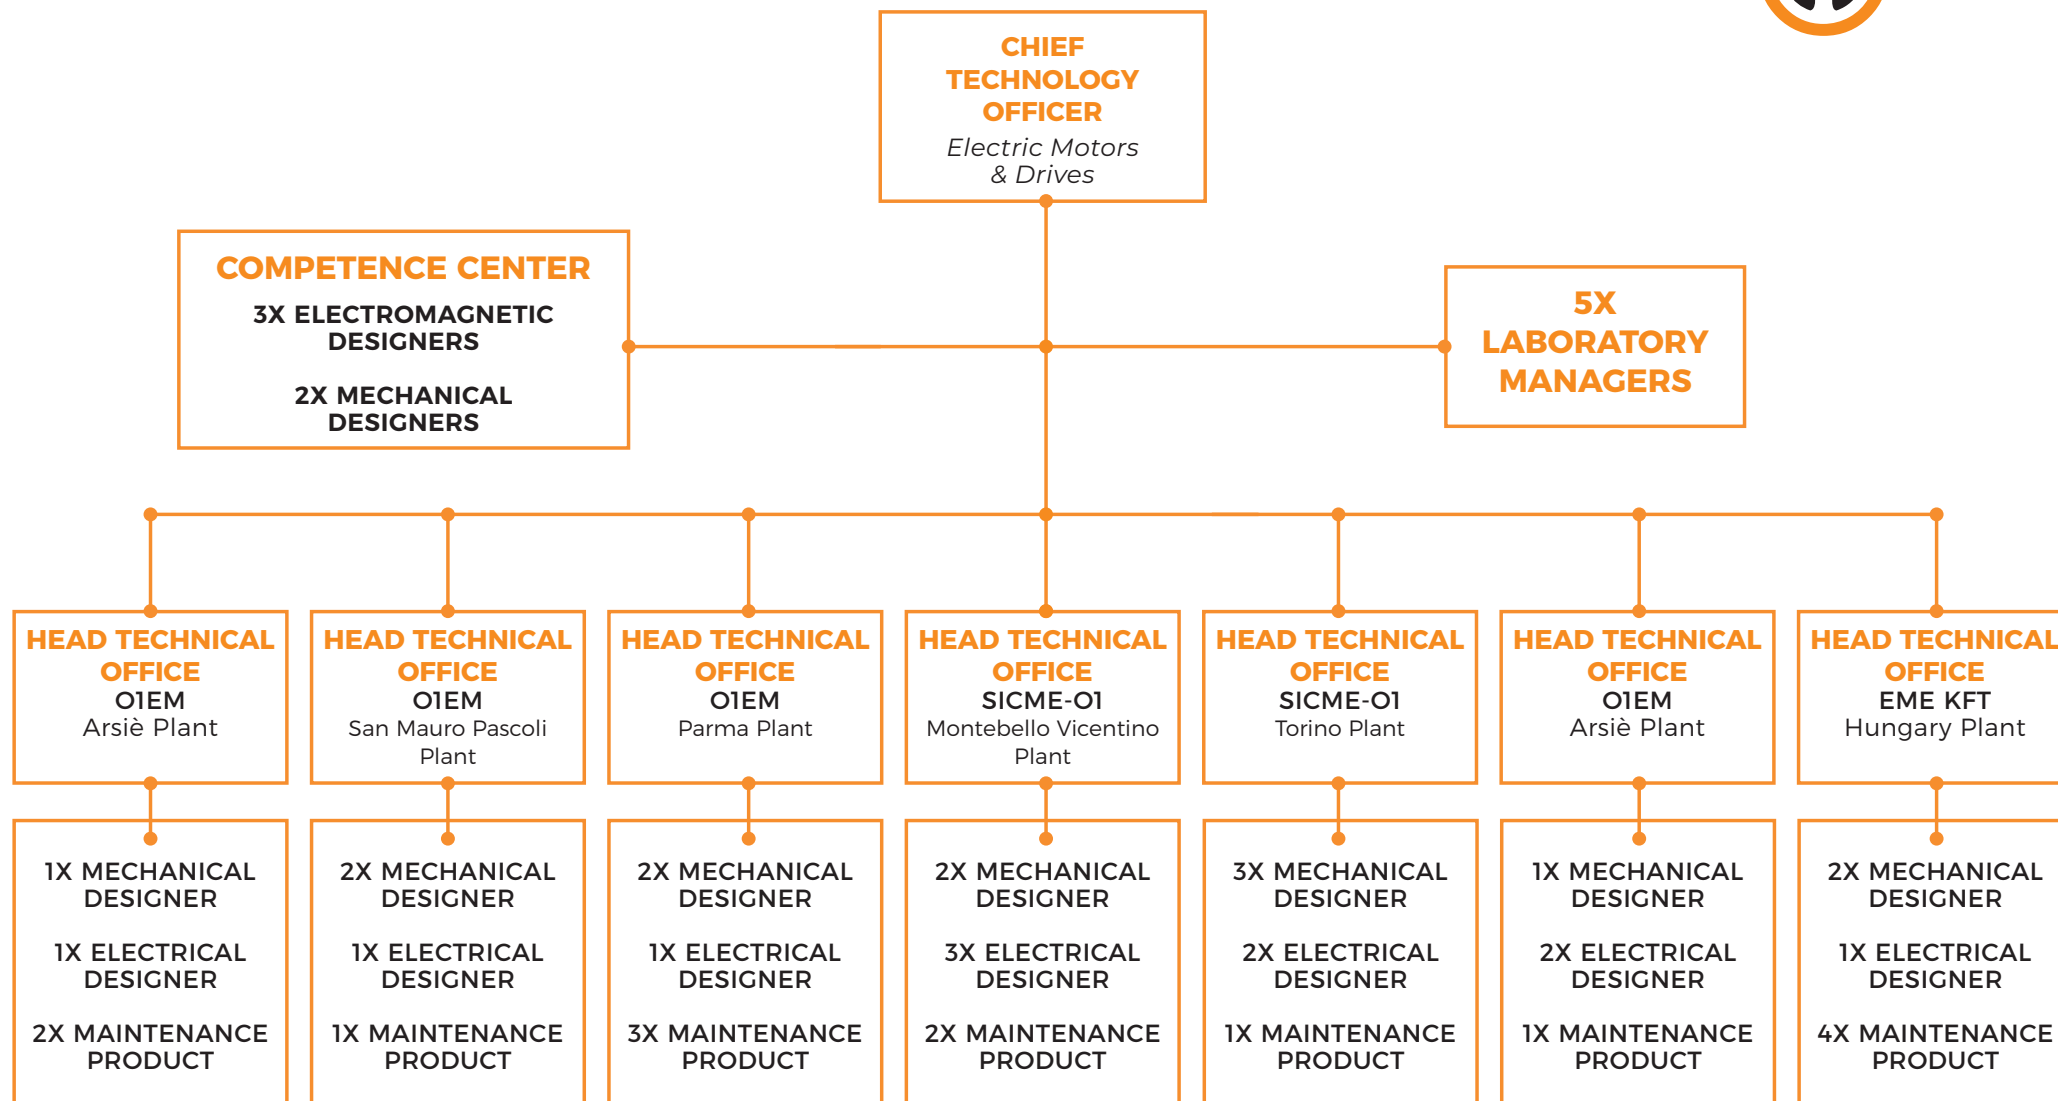 CHIEF
TECHNOLOGY
OFFICER
Electric Motors
& Drives
COMPETENCE CENTER
3X ELECTROMAGNETIC
DESIGNERS
2X MECHANICAL
DESIGNERS
5X
LABORATORY
MANAGERS
HEAD TECHNICAL
OFFICE
O1EM
Arsiè Plant
HEAD TECHNICAL
OFFICE
O1EM
San Mauro Pascoli
Plant
HEAD TECHNICAL
OFFICE
O1EM
Parma Plant
HEAD TECHNICAL
OFFICE
SICME-O1
Montebello Vicentino
Plant
HEAD TECHNICAL
OFFICE
SICME-O1
Torino Plant
HEAD TECHNICAL
OFFICE
O1EM
Arsiè Plant
HEAD TECHNICAL
OFFICE
EME KFT
Hungary Plant
1X MECHANICAL
DESIGNER
1X ELECTRICAL
DESIGNER
2X MAINTENANCE
PRODUCT
2X MECHANICAL
DESIGNER
1X ELECTRICAL
DESIGNER
1X MAINTENANCE
PRODUCT
2X MECHANICAL
DESIGNER
1X ELECTRICAL
DESIGNER
3X MAINTENANCE
PRODUCT
2X MECHANICAL
DESIGNER
3X ELECTRICAL
DESIGNER
2X MAINTENANCE
PRODUCT
3X MECHANICAL
DESIGNER
2X ELECTRICAL
DESIGNER
1X MAINTENANCE
PRODUCT
1X MECHANICAL
DESIGNER
2X ELECTRICAL
DESIGNER
1X MAINTENANCE
PRODUCT
2X MECHANICAL
DESIGNER
1X ELECTRICAL
DESIGNER
4X MAINTENANCE
PRODUCT